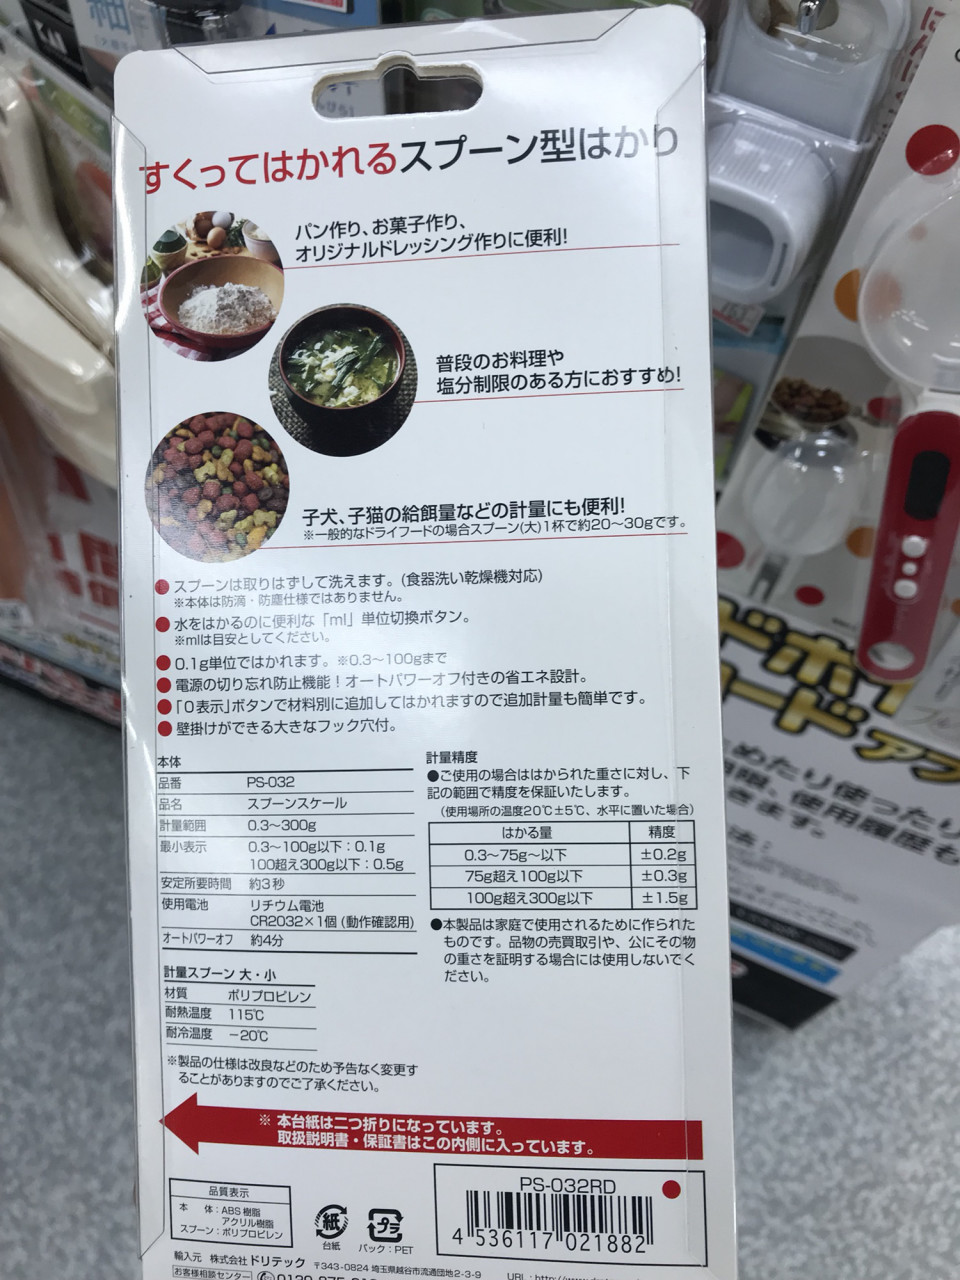 すくってはかれるスプーン型はかり
パン作り、お菓子作り、
オリジナルドレッシング作りに便利!
普段のお料理や
塩分制限のある方におすすめ!
子犬、子猫の給餌量などの計量にも便利!
※一般的なドライフードの場合スプーン(大)1杯で約20〜30gです。
●スプーンは取りはずして洗えます。(食器洗い乾燥機対応)
※本体は防滴・防塵仕様ではありません。
●水をはかるのに便利な「ml」単位切換ボタン。
※mlは目安としてください。
●0.1g単位ではかれます。※0.3〜100gまで
●電源の切り忘れ防止機能!オートパワーオフ付きの省エネ設計。
●「0表示」ボタンで材料別に追加してはかれますので追加計量も簡単です。
●壁掛けができる大きなフック穴付。
本体
品番 PS-032
品名 スプーンスケール
計量範囲 0.3〜300g
最小表示 0.3〜100g以下:0.1g
100超え300g以下:0.5g
安定所要時間 約3秒
使用電池 リチウム電池
CR2032×1個(動作確認用)
オートパワーオフ 約4分
計量スプーン 大・小
材質 ポリプロピレン
耐熱温度 115℃
耐冷温度 −20℃
※製品の仕様は改良などのため予告なく変更す
ることがありますのでご了承ください。
計量精度
●ご使用の場合ははかられた重さに対し、下
記の範囲で精度を保証いたします。
(使用場所の温度20℃±5℃、水平に置いた場合)
はかる量 精度
0.3〜75g〜以下 ±0.2g
75g超え100g以下 ±0.3g
100g超え300g以下 ±1.5g
●本製品は家庭で使用されるために作られた
ものです。品物の売買取引や、公にその物
の重さを証明する場合には使用しないでく
ださい。
※ 本台紙は二つ折りになっています。
取扱説明書・保証書はこの内側に入っています。
品質表示
本 体:ABS樹脂
アクリル樹脂
スプーン:ポリプロピレン
紙
台紙
プラ
パック:PET
PS-032RD
4 536117 021882
輸入元 株式会社ドリテック 〒343-0824 埼玉県越谷市流通団地2-3-9
お客様相談センター
URL:http://www.